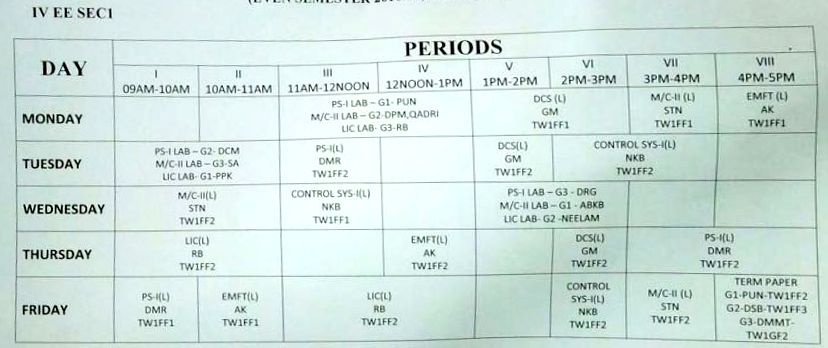 IV EE SEC1
(EVEN SEMESTER
DAY
PERIODS
I II III IV V VI VII VIII
09AM-10AM 10AM-11AM 11AM-12NOON 12NOON-1PM 1PM-2PM 2PM-3PM 3PM-4PM 4PM-5PM
MONDAY
PS-I LAB – G1- PUN
M/C-II LAB – G2-DPM,QADRI
LIC LAB- G3-RB
DCS (L)
GM
TW1FF1
M/C-II (L)
STN
TW1FF1
EMFT (L)
AK
TW1FF1
TUESDAY
PS-I LAB – G2- DCM
M/C-II LAB – G3-SA
LIC LAB- G1-PPK
PS-I(L)
DMR
TW1FF2
DCS(L)
GM
TW1FF2
CONTROL SYS-I(L)
NKB
TW1FF2
WEDNESDAY
M/C-II(L)
STN
TW1FF2
CONTROL SYS-I(L)
NKB
TW1FF1
PS-I LAB – G3 - DRG
M/C-II LAB – G1 - ABKB
LIC LAB- G2 -NEELAM
THURSDAY
LIC(L)
RB
TW1FF2
EMFT(L)
AK
TW1FF2
DCS(L)
GM
TW1FF2
PS-I(L)
DMR
TW1FF2
FRIDAY
PS-I(L)
DMR
TW1FF1
EMFT(L)
AK
TW1FF1
LIC(L)
RB
TW1FF2
CONTROL
SYS-I(L)
NKB
TW1FF2
M/C-II (L)
STN
TW1FF2
TERM PAPER
G1-PUN-TW1FF2
G2-DSB-TW1FF3
G3-DMMT-
TW1GF2